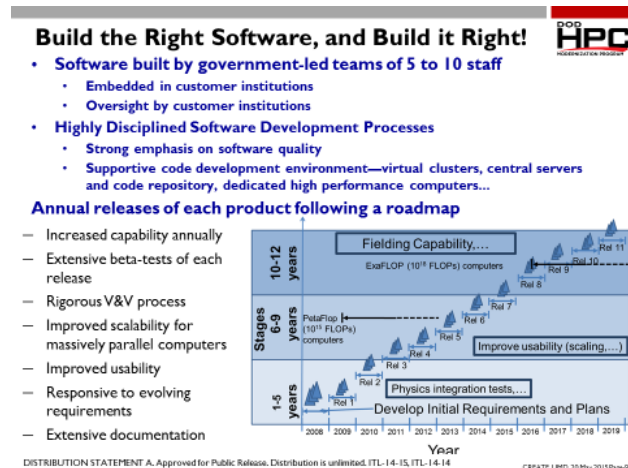 Build the Right Software, and Build it Right!
DOD
HPC
MODERNIZATION PROGRAM
• Software built by government-led teams of 5 to 10 staff
• Embedded in customer institutions
• Oversight by customer institutions
• Highly Disciplined Software Development Processes
• Strong emphasis on software quality
• Supportive code development environment—virtual clusters, central servers
and code repository, dedicated high performance computers...
Annual releases of each product following a roadmap
— Increased capability annually
— Extensive beta-tests of each
release
— Rigorous V&V process
— Improved scalability for
massively parallel computers
— Improved usability
— Responsive to evolving
requirements
— Extensive documentation
Stages
10-12
years
6-9
years
1-5
years
Fielding Capability,...
ExaFLOP (10¹⁸ FLOPs) computers
PetaFlop
(10¹⁵ FLOPs)
computers
Improve usability (scaling,...)
Physics integration tests,...
Develop Initial Requirements and Plans
Rel 1
Rel 2
Rel 3
Rel 4
Rel 5
Rel 6
Rel 7
Rel 8
Rel 9
Rel 10
Rel 11
2008 2009 2010 2011 2012 2013 2014 2015 2016 2017 2018 2019
Year
DISTRIBUTION STATEMENT A. Approved for Public Release. Distribution is unlimited. ITL-14-15, ITL-14-14